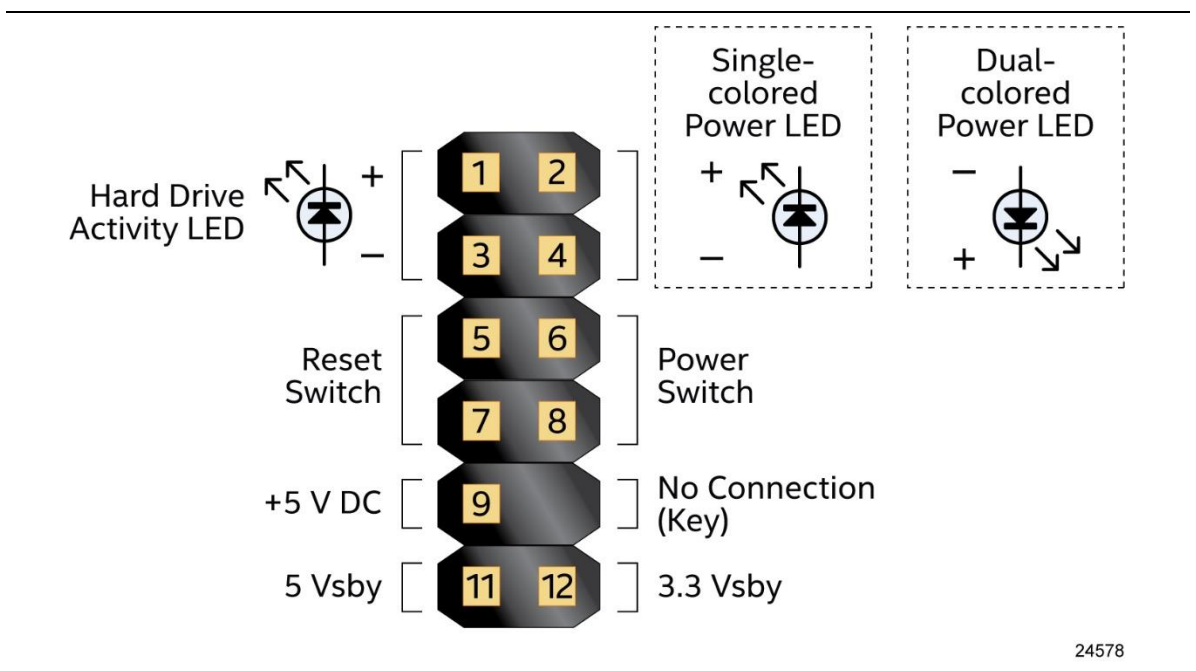 Single-
colored
Power LED
Dual-
colored
Power LED
Hard Drive
Activity LED
+
−
1 2
3 4
+
−
−
+
Reset
Switch
5 6
7 8
Power
Switch
+5 V DC
9
No Connection
(Key)
5 Vsby
11 12
3.3 Vsby
24578